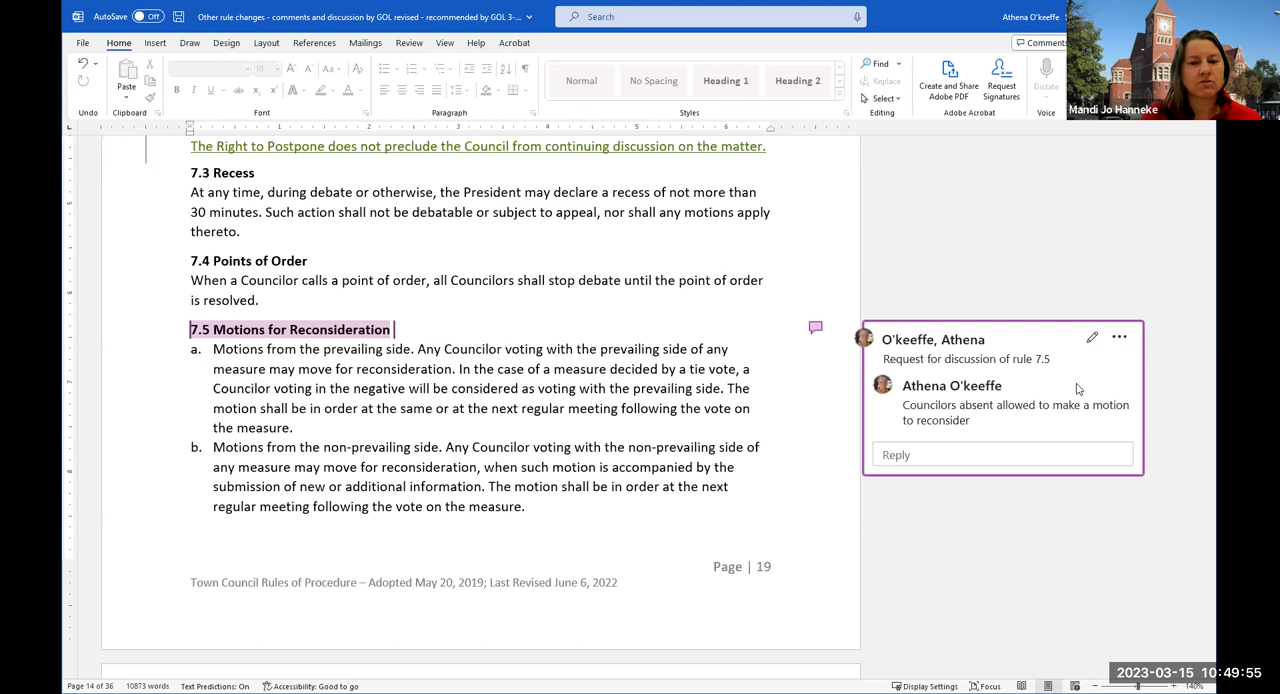 AutoSave Off Other rule changes - comments and discussion by GOL revised - recommended by GOL 3-... Search Athena O'keeffe
File Home Insert Draw Design Layout References Mailings Review View Help Acrobat Comments
Paste 10 A A Aa A Normal No Spacing Heading 1 Heading 2 Find Replace Select Create and Share Adobe PDF Request Signatures Dictate
B I U ab x x A A
Undo Clipboard Font Paragraph Styles Editing Adobe Acrobat Voice
Mandi Jo Hanneke
1 2 3 4 5 6
The Right to Postpone does not preclude the Council from continuing discussion on the matter.
7.3 Recess
At any time, during debate or otherwise, the President may declare a recess of not more than
30 minutes. Such action shall not be debatable or subject to appeal, nor shall any motions apply
thereto.
7.4 Points of Order
When a Councilor calls a point of order, all Councilors shall stop debate until the point of order
is resolved.
7.5 Motions for Reconsideration
a. Motions from the prevailing side. Any Councilor voting with the prevailing side of any
measure may move for reconsideration. In the case of a measure decided by a tie vote, a
Councilor voting in the negative will be considered as voting with the prevailing side. The
motion shall be in order at the same or at the next regular meeting following the vote on
the measure.
b. Motions from the non-prevailing side. Any Councilor voting with the non-prevailing side of
any measure may move for reconsideration, when such motion is accompanied by the
submission of new or additional information. The motion shall be in order at the next
regular meeting following the vote on the measure.
Page | 19
Town Council Rules of Procedure – Adopted May 20, 2019; Last Revised June 6, 2022
O'keeffe, Athena
Request for discussion of rule 7.5
Athena O'keeffe
Councilors absent allowed to make a motion
to reconsider
Reply
2023-03-15 10:49:55
Page 14 of 36 10873 words Text Predictions: On Accessibility: Good to go Display Settings Focus 140%